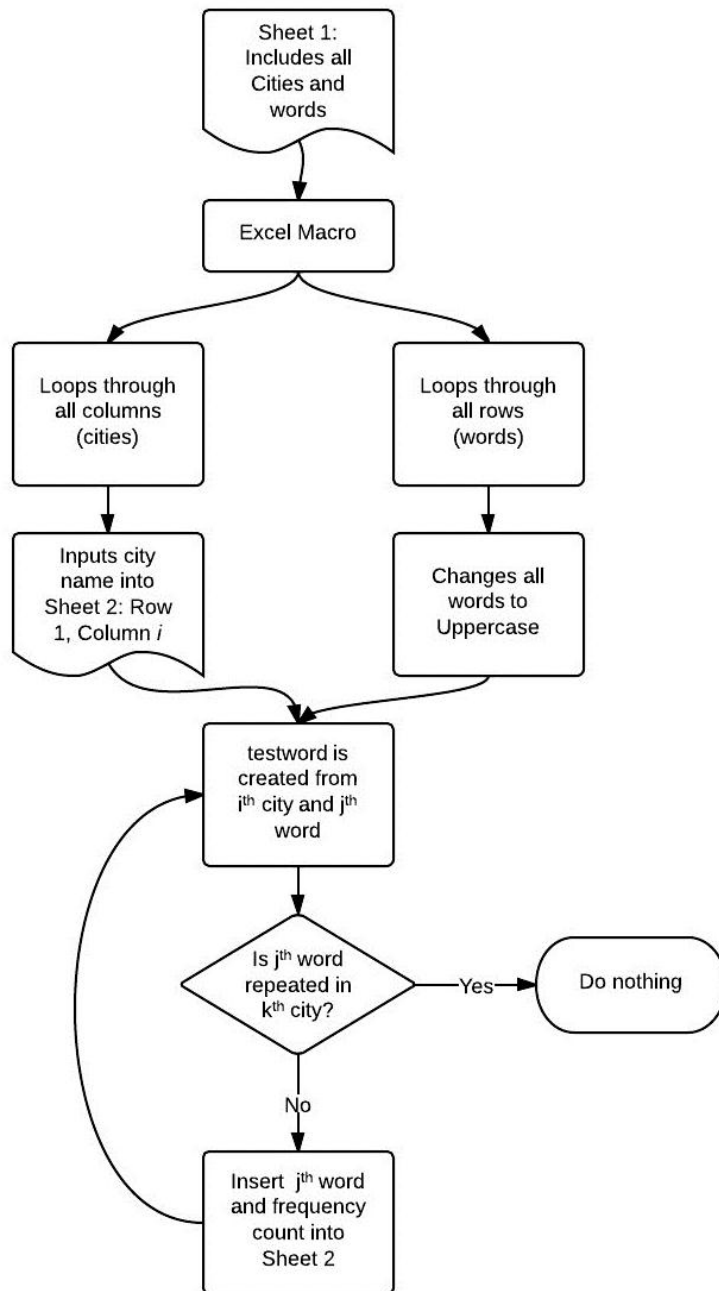 Sheet 1:
Includes all
Cities and
words
Excel Macro
Loops through
all columns
(cities)
Loops through
all rows
(words)
Inputs city
name into
Sheet 2: Row
1, Column i
Changes all
words to
Uppercase
testword is
created from
iᵗʰ city and jᵗʰ
word
Is jᵗʰ word
repeated in
kᵗʰ city?
Yes
Do nothing
No
Insert jᵗʰ word
and frequency
count into
Sheet 2